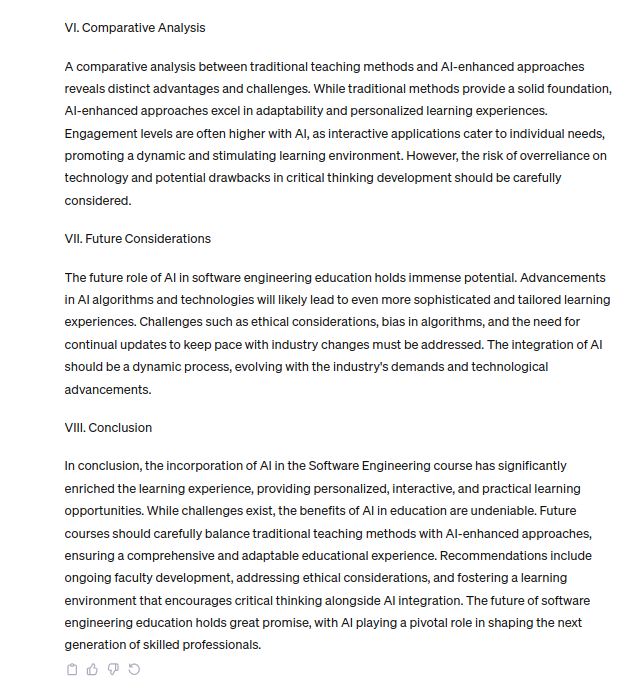 VI. Comparative Analysis
A comparative analysis between traditional teaching methods and AI-enhanced approaches
reveals distinct advantages and challenges. While traditional methods provide a solid foundation,
AI-enhanced approaches excel in adaptability and personalized learning experiences.
Engagement levels are often higher with AI, as interactive applications cater to individual needs,
promoting a dynamic and stimulating learning environment. However, the risk of overreliance on
technology and potential drawbacks in critical thinking development should be carefully
considered.
VII. Future Considerations
The future role of AI in software engineering education holds immense potential. Advancements
in AI algorithms and technologies will likely lead to even more sophisticated and tailored learning
experiences. Challenges such as ethical considerations, bias in algorithms, and the need for
continual updates to keep pace with industry changes must be addressed. The integration of AI
should be a dynamic process, evolving with the industry's demands and technological
advancements.
VIII. Conclusion
In conclusion, the incorporation of AI in the Software Engineering course has significantly
enriched the learning experience, providing personalized, interactive, and practical learning
opportunities. While challenges exist, the benefits of AI in education are undeniable. Future
courses should carefully balance traditional teaching methods with AI-enhanced approaches,
ensuring a comprehensive and adaptable educational experience. Recommendations include
ongoing faculty development, addressing ethical considerations, and fostering a learning
environment that encourages critical thinking alongside AI integration. The future of software
engineering education holds great promise, with AI playing a pivotal role in shaping the next
generation of skilled professionals.